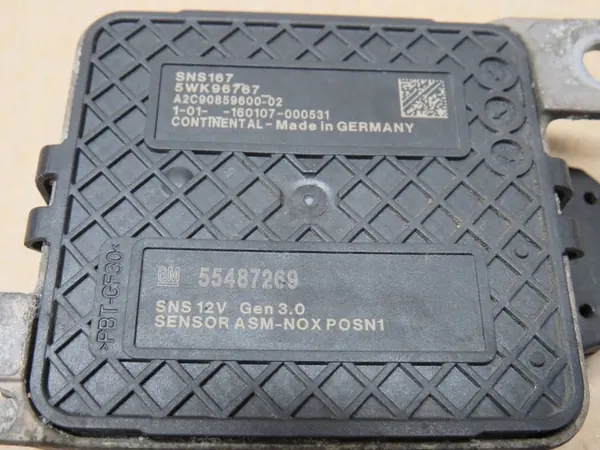 SNS167
5WK96767
A2C90859600-02
1-01- -160107-000531
CONTINENTAL-Made in GERMANY
GM 55487269
SNS 12V Gen 3.0
SENSOR ASM-NOX POSN1
>PBT-GF30<